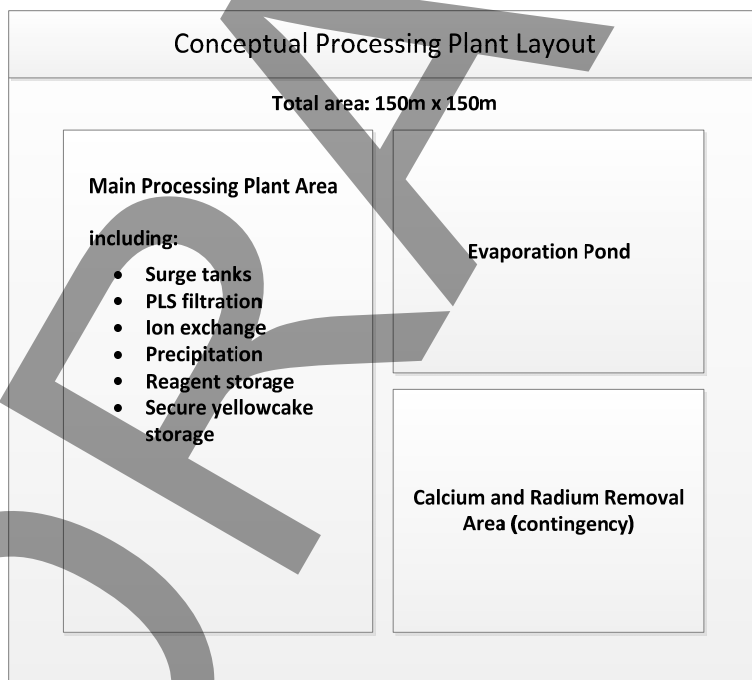 Conceptual Processing Plant Layout
Total area: 150m x 150m
Main Processing Plant Area
including:
• Surge tanks
• PLS filtration
• Ion exchange
• Precipitation
• Reagent storage
• Secure yellowcake
storage
Evaporation Pond
Calcium and Radium Removal
Area (contingency)